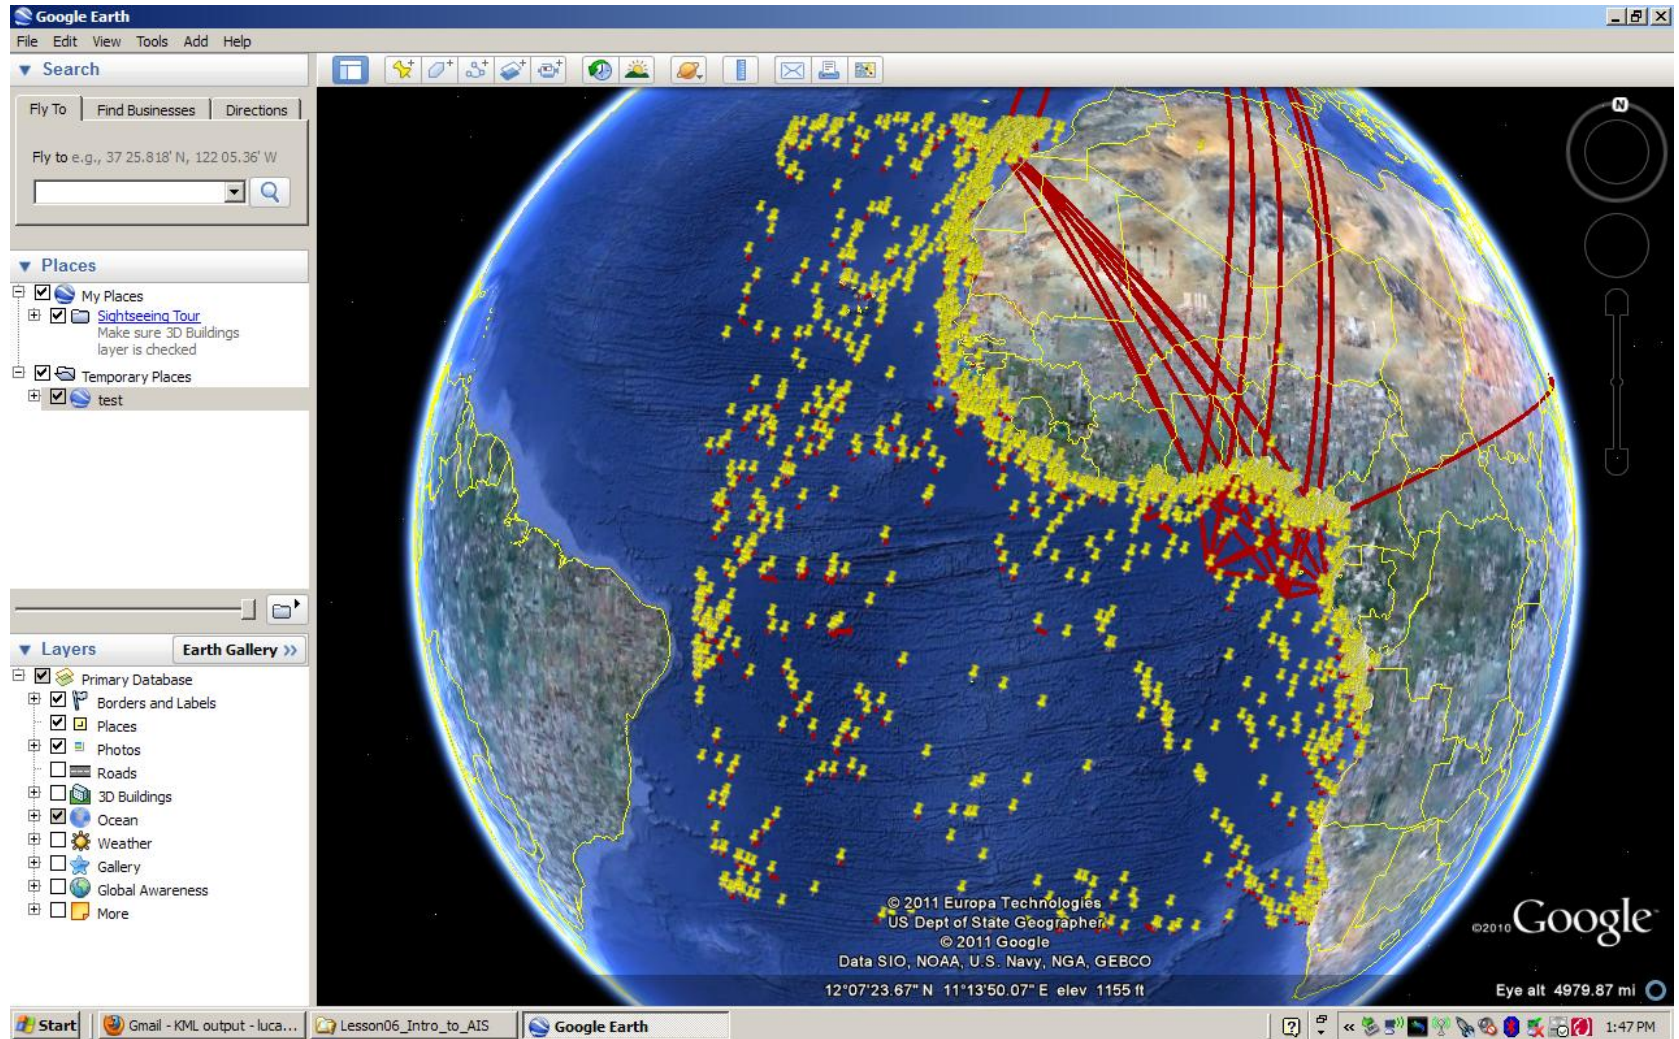 Google Earth
File Edit View Tools Add Help
Search
Fly To Find Businesses Directions
Fly to e.g., 37 25.818' N, 122 05.36' W
Places
My Places
Sightseeing Tour
Make sure 3D Buildings
layer is checked
Temporary Places
test
Layers Earth Gallery >>
Primary Database
Borders and Labels
Places
Photos
Roads
3D Buildings
Ocean
Weather
Gallery
Global Awareness
More
N
© 2011 Europa Technologies
US Dept of State Geographer
© 2011 Google
Data SIO, NOAA, U.S. Navy, NGA, GEBCO
©2010 Google
12°07'23.67" N 11°13'50.07" E elev 1155 ft
Eye alt 4979.87 mi
Start Gmail - KML output - luca... Lesson06_Intro_to_AIS Google Earth 1:47 PM